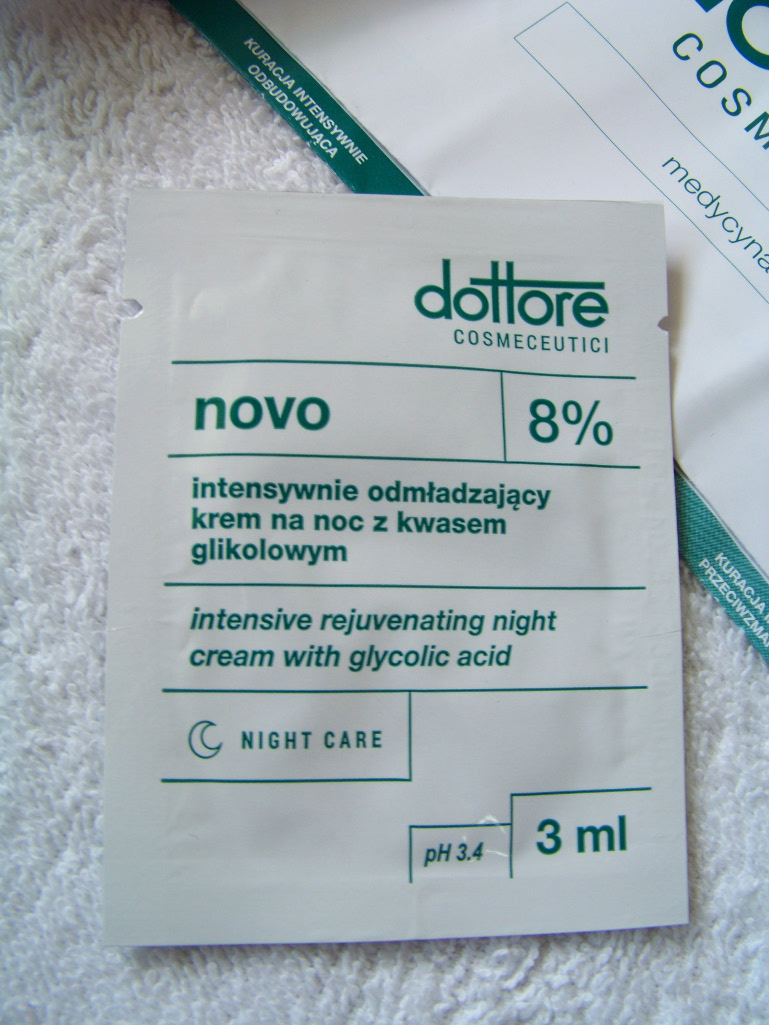 KURACJA INTENSYWNIE
ODBUDOWUJĄCA
COSM
medycyna
dottore
COSMECEUTICI
novo
8%
intensywnie odmładzający
krem na noc z kwasem
glikolowym
intensive rejuvenating night
cream with glycolic acid
NIGHT CARE
pH 3.4
3 ml
KURACJA